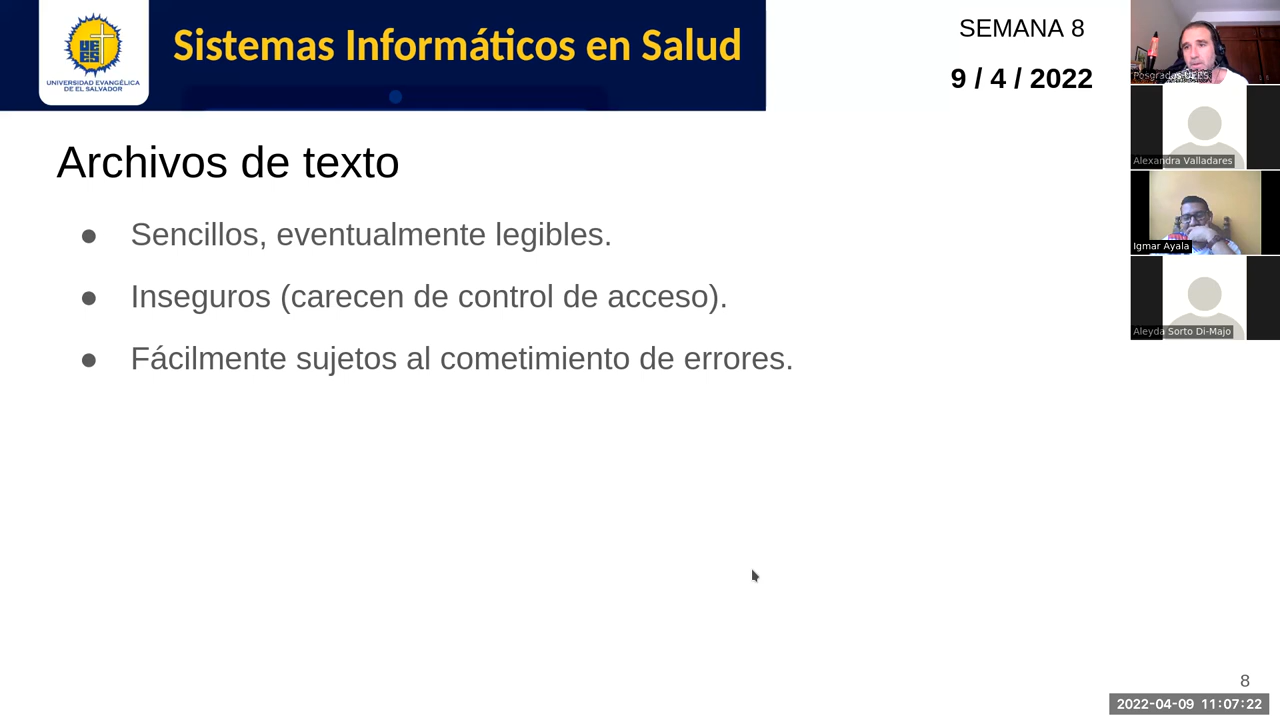 UNIVERSIDAD EVANGÉLICA
DE EL SALVADOR
Sistemas Informáticos en Salud
SEMANA 8
9 / 4 / 2022
Posgrados-UEES
Alexandra Valladares
Igmar Ayala
Aleyda Sorto Di-Majo
Archivos de texto
● Sencillos, eventualmente legibles.
● Inseguros (carecen de control de acceso).
● Fácilmente sujetos al cometimiento de errores.
8
2022-04-09 11:07:22